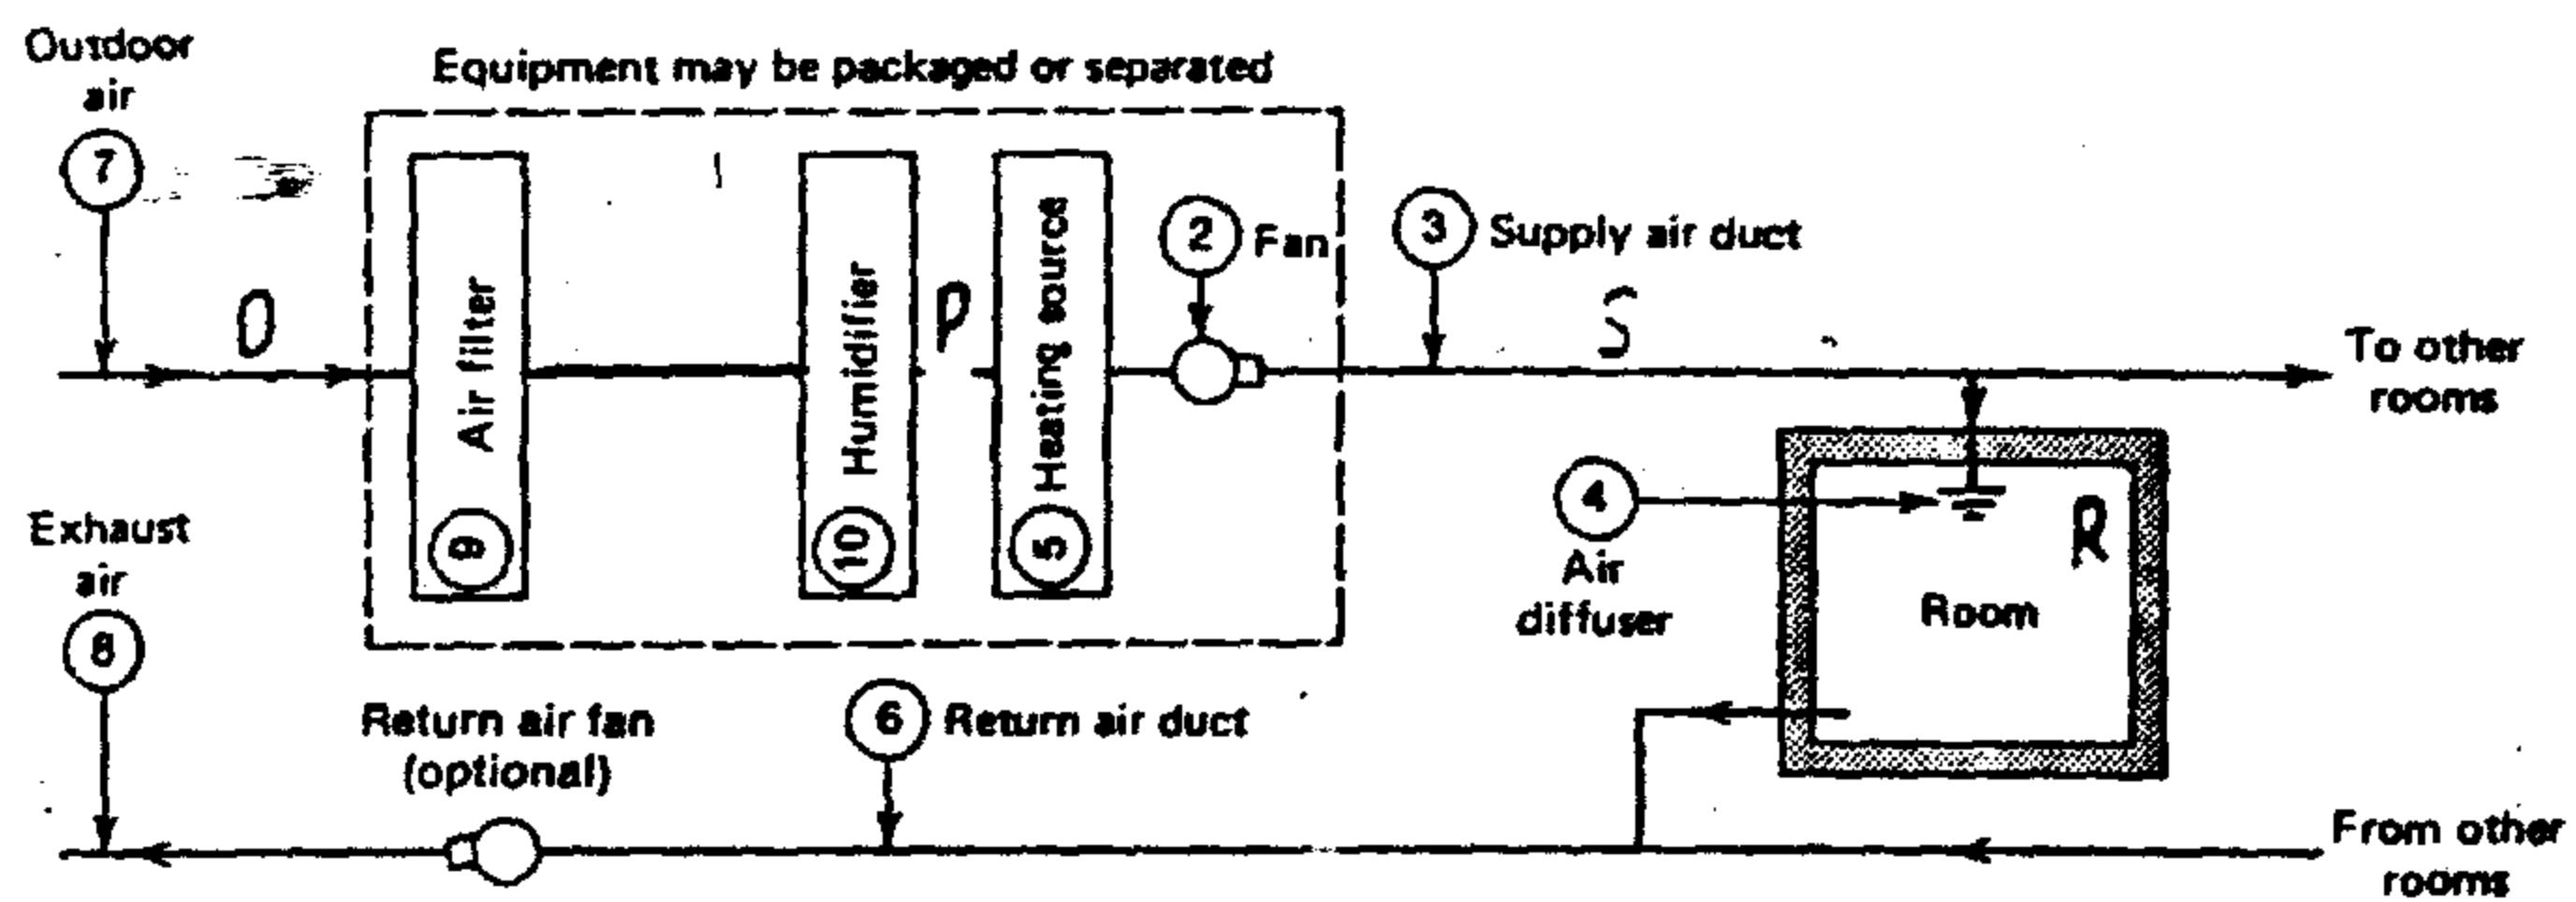 Outdoor
air
7
Equipment may be packaged or separated
O
Air filter
9
Humidifier
10
P
Heating source
5
2 Fan
3 Supply air duct
S
To other
rooms
4
Air
diffuser
R
Room
Exhaust
air
8
Return air fan
(optional)
6 Return air duct
From other
rooms